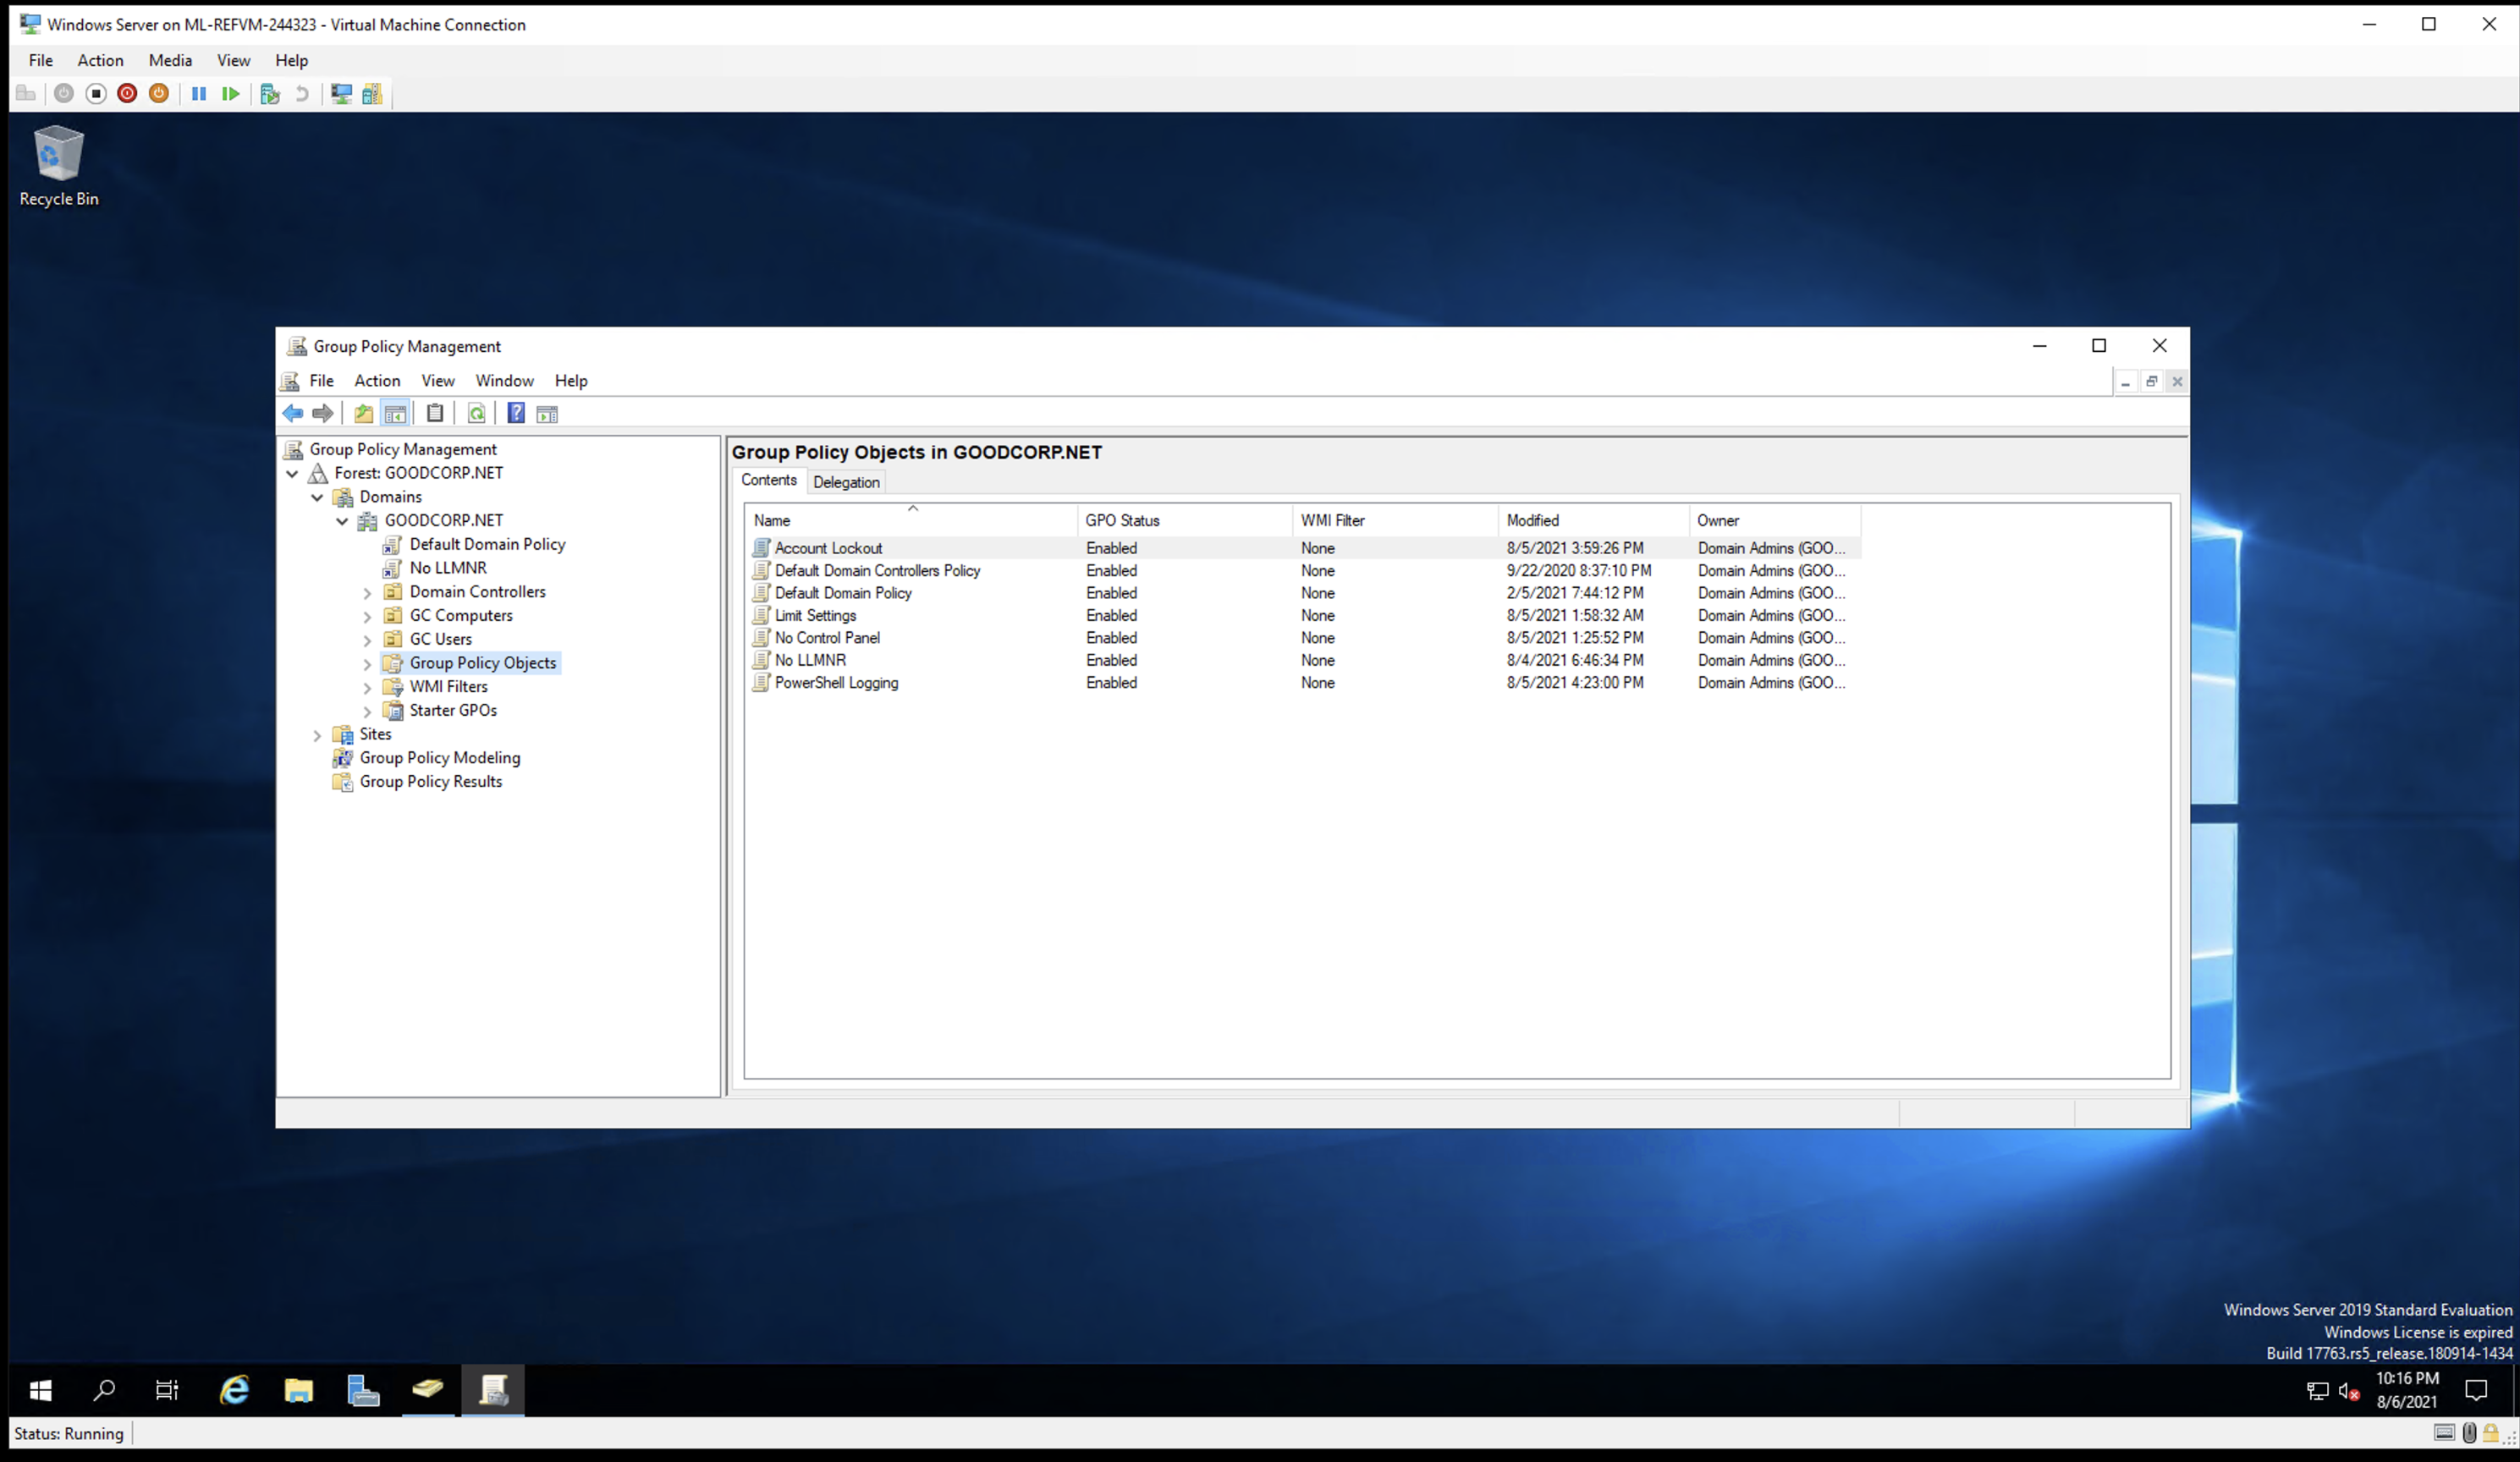 Windows Server on ML-REFVM-244323 - Virtual Machine Connection
File Action Media View Help
Recycle Bin
Group Policy Management
File Action View Window Help
Group Policy Management
Forest: GOODCORP.NET
Domains
GOODCORP.NET
Default Domain Policy
No LLMNR
Domain Controllers
GC Computers
GC Users
Group Policy Objects
WMI Filters
Starter GPOs
Sites
Group Policy Modeling
Group Policy Results
Group Policy Objects in GOODCORP.NET
Contents Delegation
Name GPO Status WMI Filter Modified Owner
Account Lockout Enabled None 8/5/2021 3:59:26 PM Domain Admins (GOO...
Default Domain Controllers Policy Enabled None 9/22/2020 8:37:10 PM Domain Admins (GOO...
Default Domain Policy Enabled None 2/5/2021 7:44:12 PM Domain Admins (GOO...
Limit Settings Enabled None 8/5/2021 1:58:32 AM Domain Admins (GOO...
No Control Panel Enabled None 8/5/2021 1:25:52 PM Domain Admins (GOO...
No LLMNR Enabled None 8/4/2021 6:46:34 PM Domain Admins (GOO...
PowerShell Logging Enabled None 8/5/2021 4:23:00 PM Domain Admins (GOO...
Windows Server 2019 Standard Evaluation
Windows License is expired
Build 17763.rs5_release.180914-1434
10:16 PM
8/6/2021
Status: Running